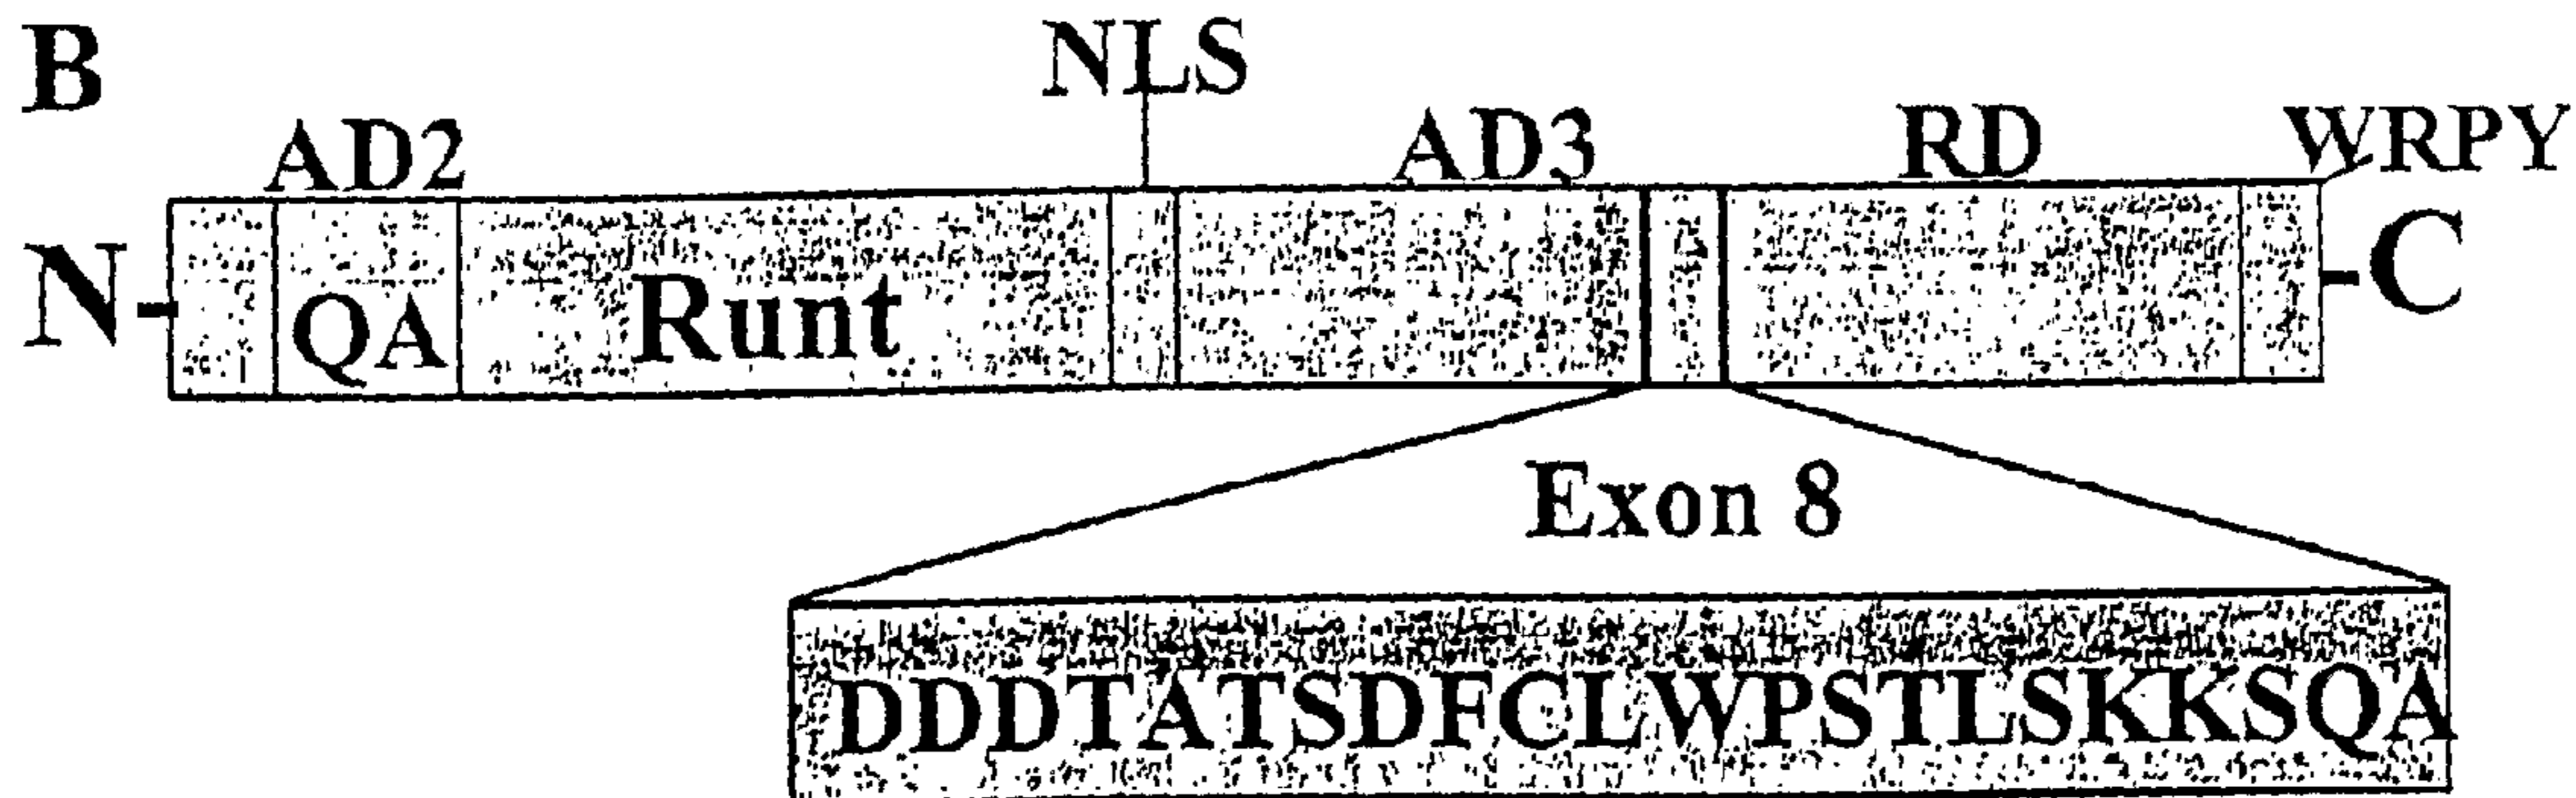 B
NLS
AD2
AD3
RD
WRPY
N
QA
Runt
C
Exon 8
DDDTATSDFCLWPSTLSKKSQA